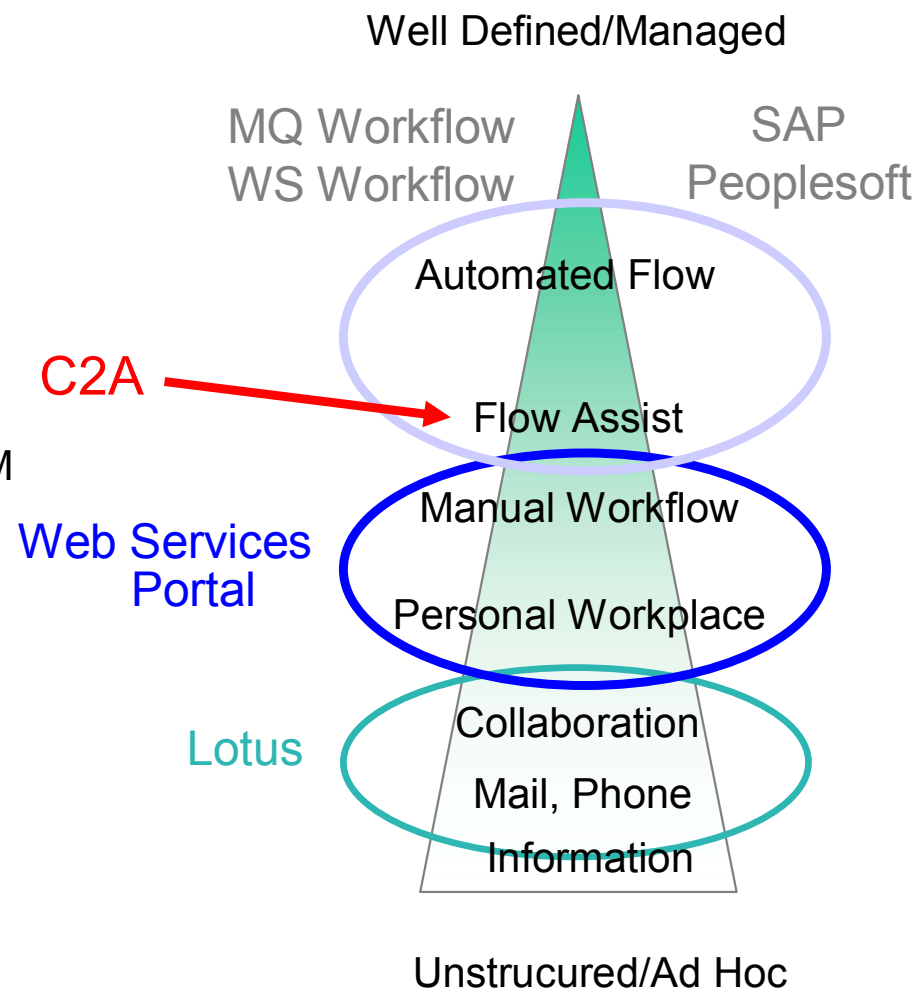 Well Defined/Managed
MQ Workflow
WS Workflow
SAP
Peoplesoft
Automated Flow
C2A
Flow Assist
M
Manual Workflow
Web Services
Portal
Personal Workplace
Collaboration
Lotus
Mail, Phone
Information
Unstrucured/Ad Hoc